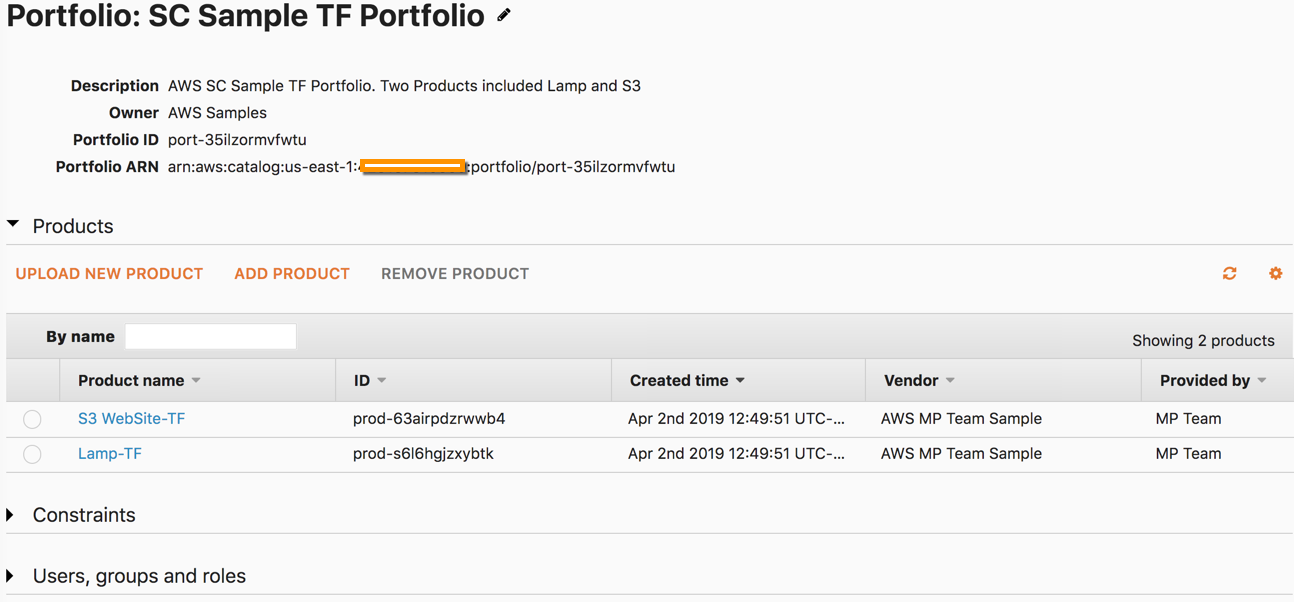 Portfolio: SC Sample TF Portfolio
Description AWS SC Sample TF Portfolio. Two Products included Lamp and S3
Owner AWS Samples
Portfolio ID port-35ilzormvfwtu
Portfolio ARN arn:aws:catalog:us-east-1: :portfolio/port-35ilzormvfwtu
Products
UPLOAD NEW PRODUCT ADD PRODUCT REMOVE PRODUCT
By name
Showing 2 products
Product name ID Created time Vendor Provided by
S3 WebSite-TF prod-63airpdzrwwb4 Apr 2nd 2019 12:49:51 UTC-... AWS MP Team Sample MP Team
Lamp-TF prod-s6l6hgjzxybtk Apr 2nd 2019 12:49:51 UTC-... AWS MP Team Sample MP Team
Constraints
Users, groups and roles